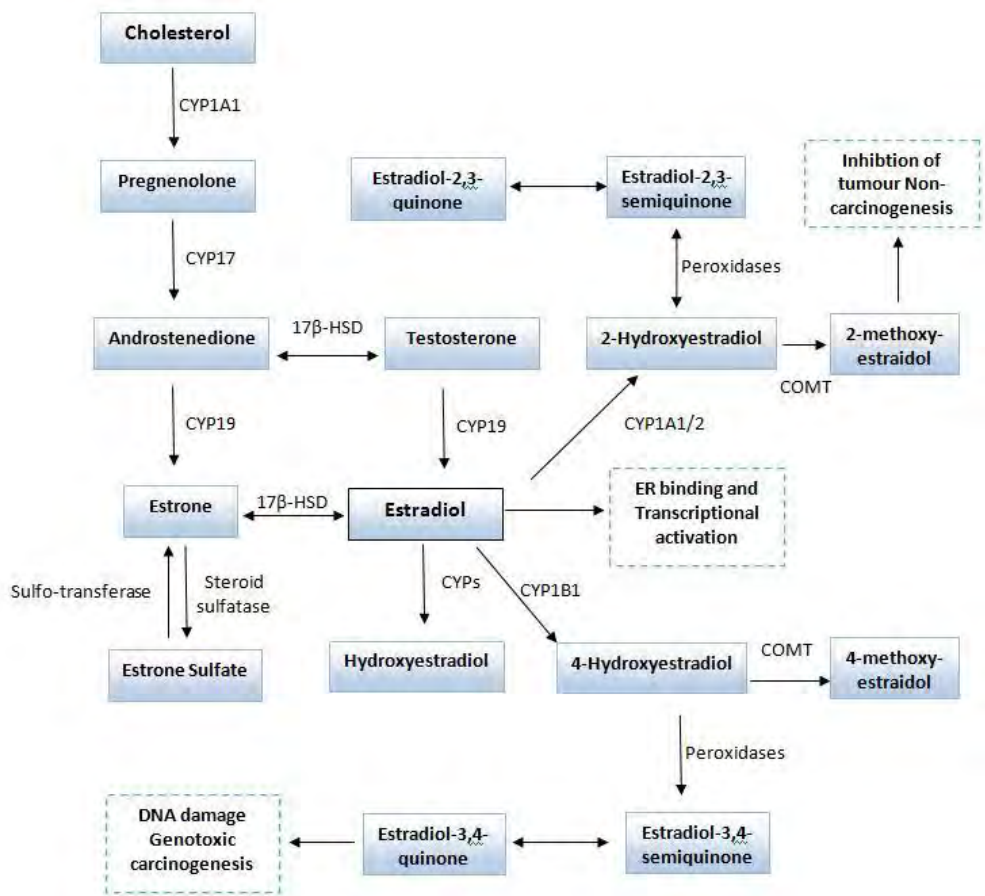 Cholesterol
CYP1A1
Pregnenolone
Estradiol-2,3-
quinone
Estradiol-2,3-
semiquinone
Inhibtion of
tumour Non-
carcinogenesis
CYP17
Peroxidases
Androstenedione
17β-HSD
Testosterone
2-Hydroxyestradiol
2-methoxy-
estraidol
COMT
CYP19
CYP19
CYP1A1/2
Estrone
17β-HSD
Estradiol
ER binding and
Transcriptional
activation
Sulfo-transferase
Steroid
sulfatase
CYPs
CYP1B1
Estrone Sulfate
Hydroxyestradiol
4-Hydroxyestradiol
COMT
4-methoxy-
estraidol
Peroxidases
DNA damage
Genotoxic
carcinogenesis
Estradiol-3,4-
quinone
Estradiol-3,4-
semiquinone